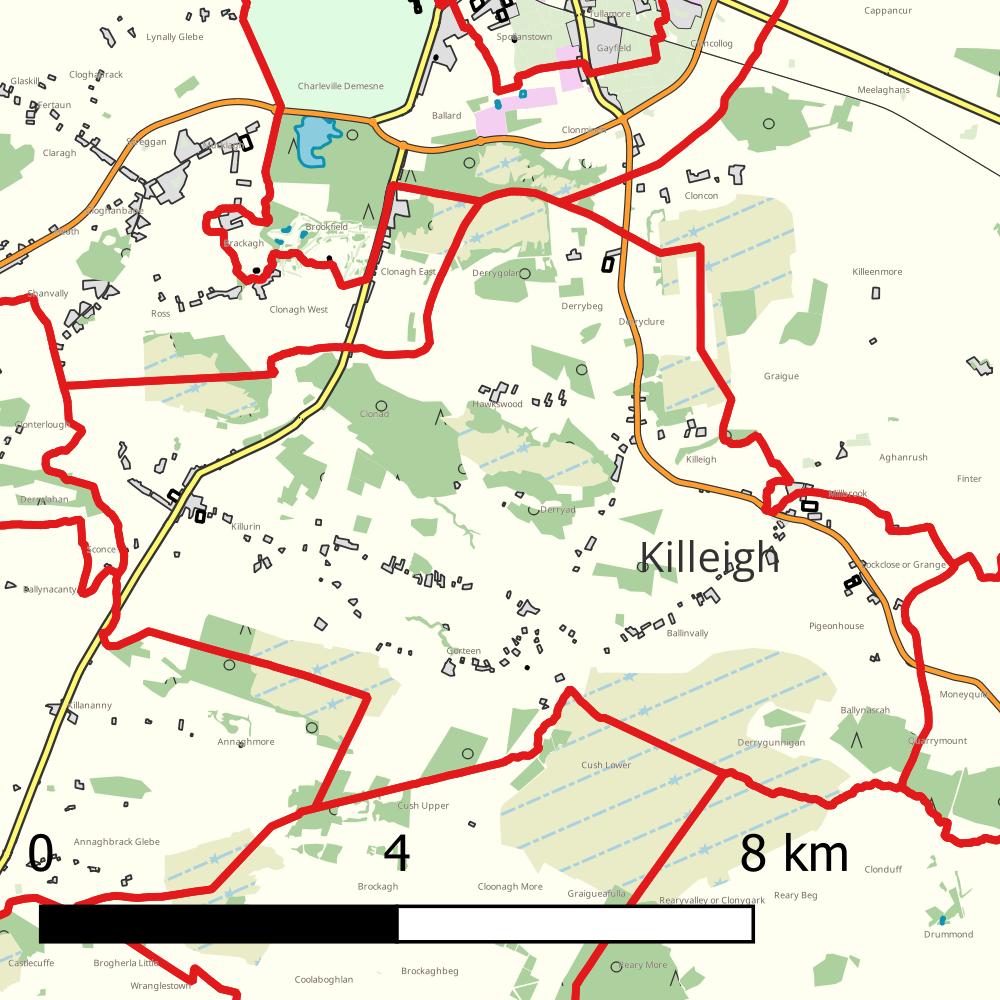 Cappancur
Tullamore
Lynally Glebe
Spollanstown
Gayfield
Cloncollog
Cloghabrack
Glaskill
Charleville Demesne
Meelaghans
Fertaun
Ballard
Clonminch
Claragh
Cloncon
Cloghanbane
Brookfield
Brackagh
Clonagh East
Derrygolan
Killeenmore
Shanvally
Ross
Clonagh West
Derrybeg
Derryclure
Graigue
Clonad
Hawkswood
Killeigh
Aghanrush
Finter
Millbrook
Derryad
Killurin
Sconce
Killeigh
Rockclose or Grange
Ballynacanty
Pigeonhouse
Ballinvally
Gorteen
Killananny
Ballynasrah
Annaghmore
Derrygunnigan
Quarrymount
Cush Lower
Cush Upper
Annaghbrack Glebe
0 4 8 km
Clonduff
Brockagh
Cloonagh More
Graigueafulla
Reary Beg
Rearyvalley or Clonygark
Drummond
Castlecuffe
Brogherla Little
Reary More
Brockaghbeg
Coolaboghlan
Wranglestown